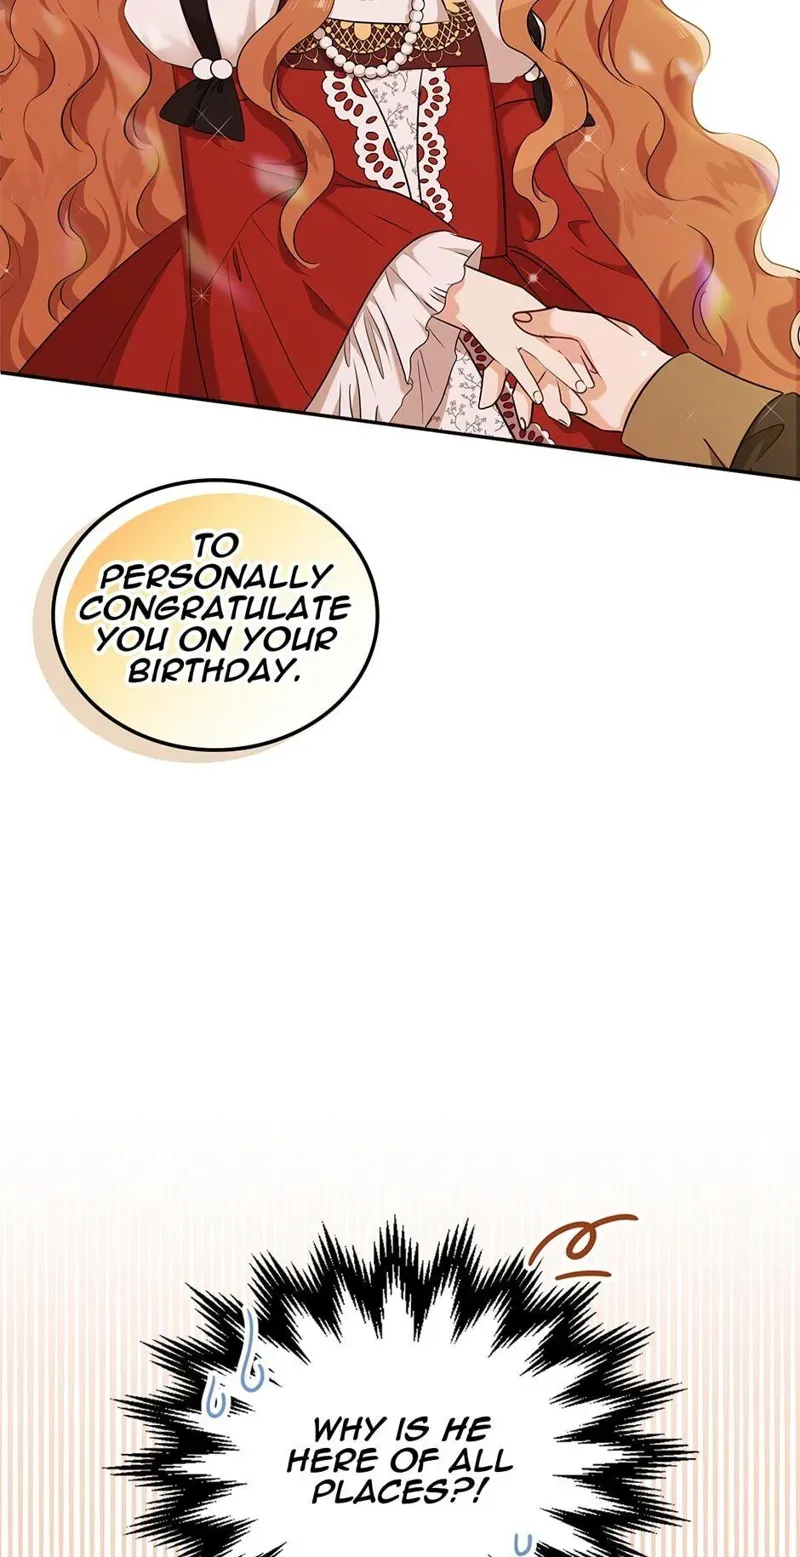 TO
PERSONALLY
CONGRATULATE
YOU ON YOUR
BIRTHDAY.
WHY IS HE
HERE OF ALL
PLACES?!